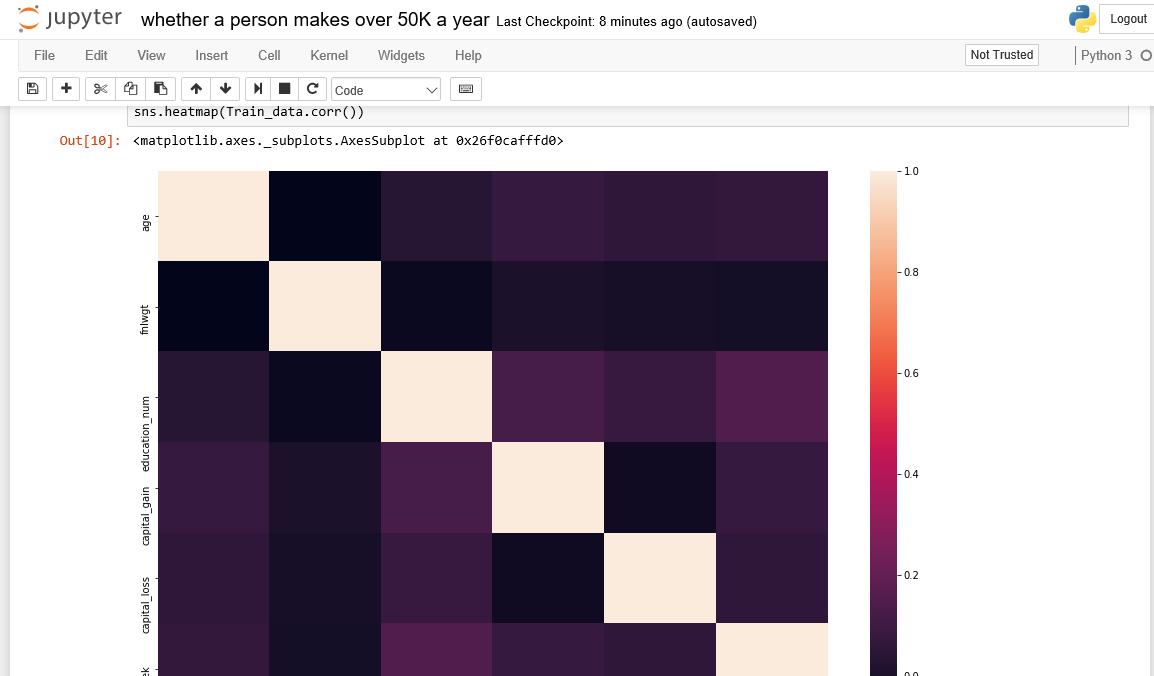 jupyter whether a person makes over 50K a year Last Checkpoint: 8 minutes ago (autosaved) Logout
File Edit View Insert Cell Kernel Widgets Help Not Trusted Python 3
Code
sns.heatmap(Train_data.corr())
Out[10]: <matplotlib.axes._subplots.AxesSubplot at 0x26f0cafffd0>
age
fnlwgt
education_num
capital_gain
capital_loss
ek
1.0
0.8
0.6
0.4
0.2
0.0